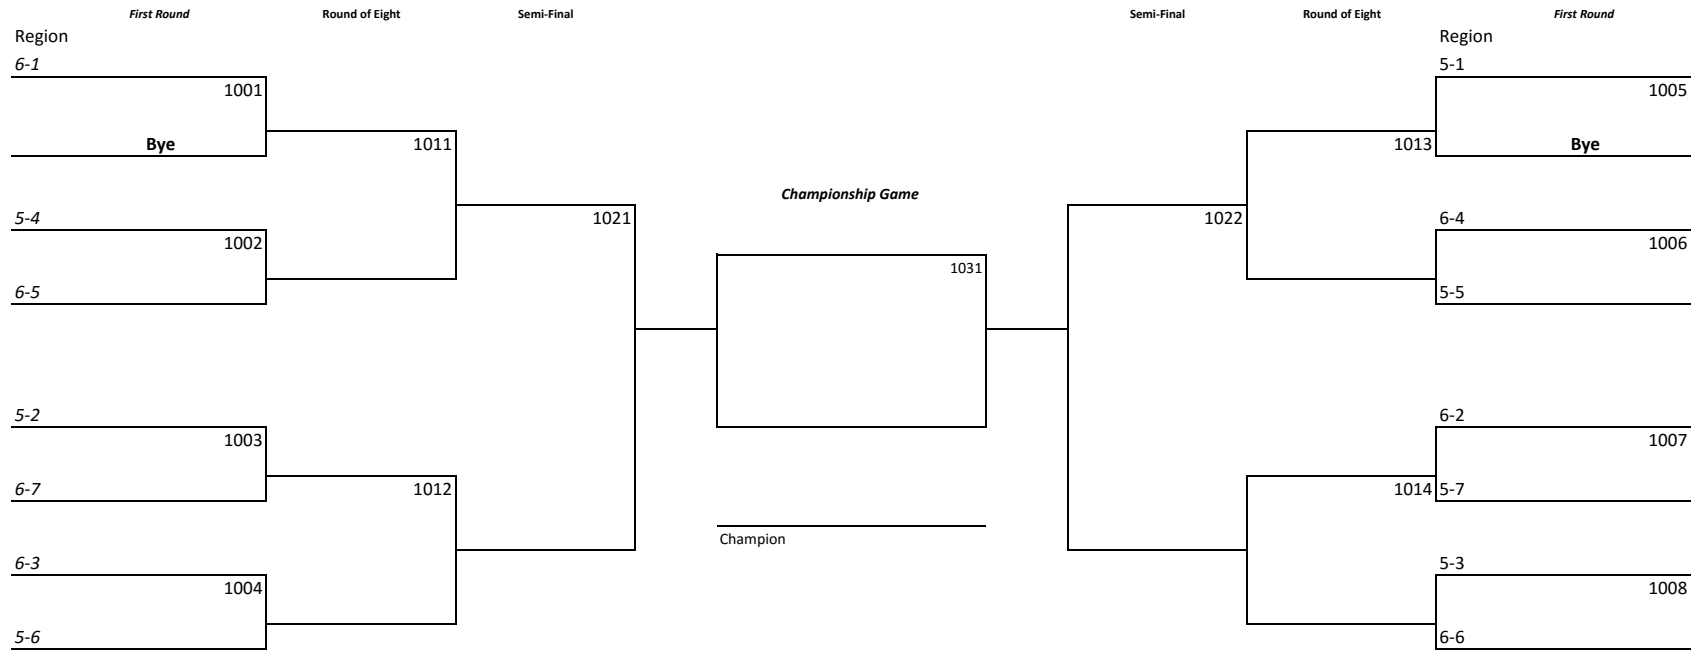 First Round Round of Eight Semi-Final Semi-Final Round of Eight First Round
Region Region
6-1 5-1
1001 1005
Bye 1011 1013 Bye
Championship Game
5-4 1021 1022 6-4
1002 1006
1031
6-5 5-5
5-2 6-2
1003 1007
6-7 1012 1014 5-7
Champion
6-3 5-3
1004 1008
5-6 6-6